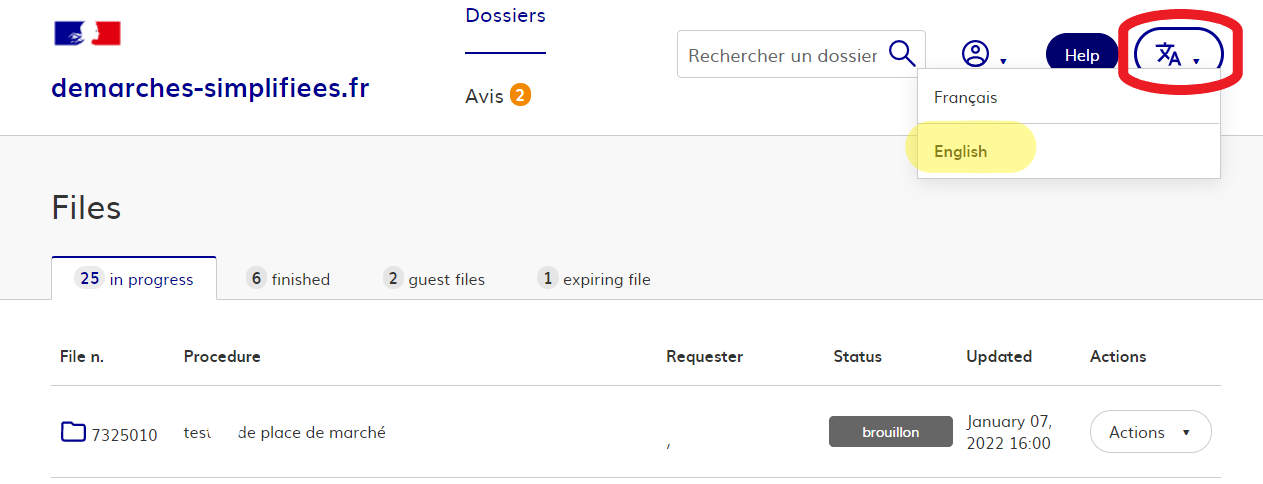 Dossiers
demarches-simplifiees.fr
Avis 2
Rechercher un dossier
Help
Français
English
Files
25 in progress 6 finished 2 guest files 1 expiring file
File n. Procedure Requester Status Updated Actions
7325010 test de place de marché , brouillon January 07, 2022 16:00 Actions